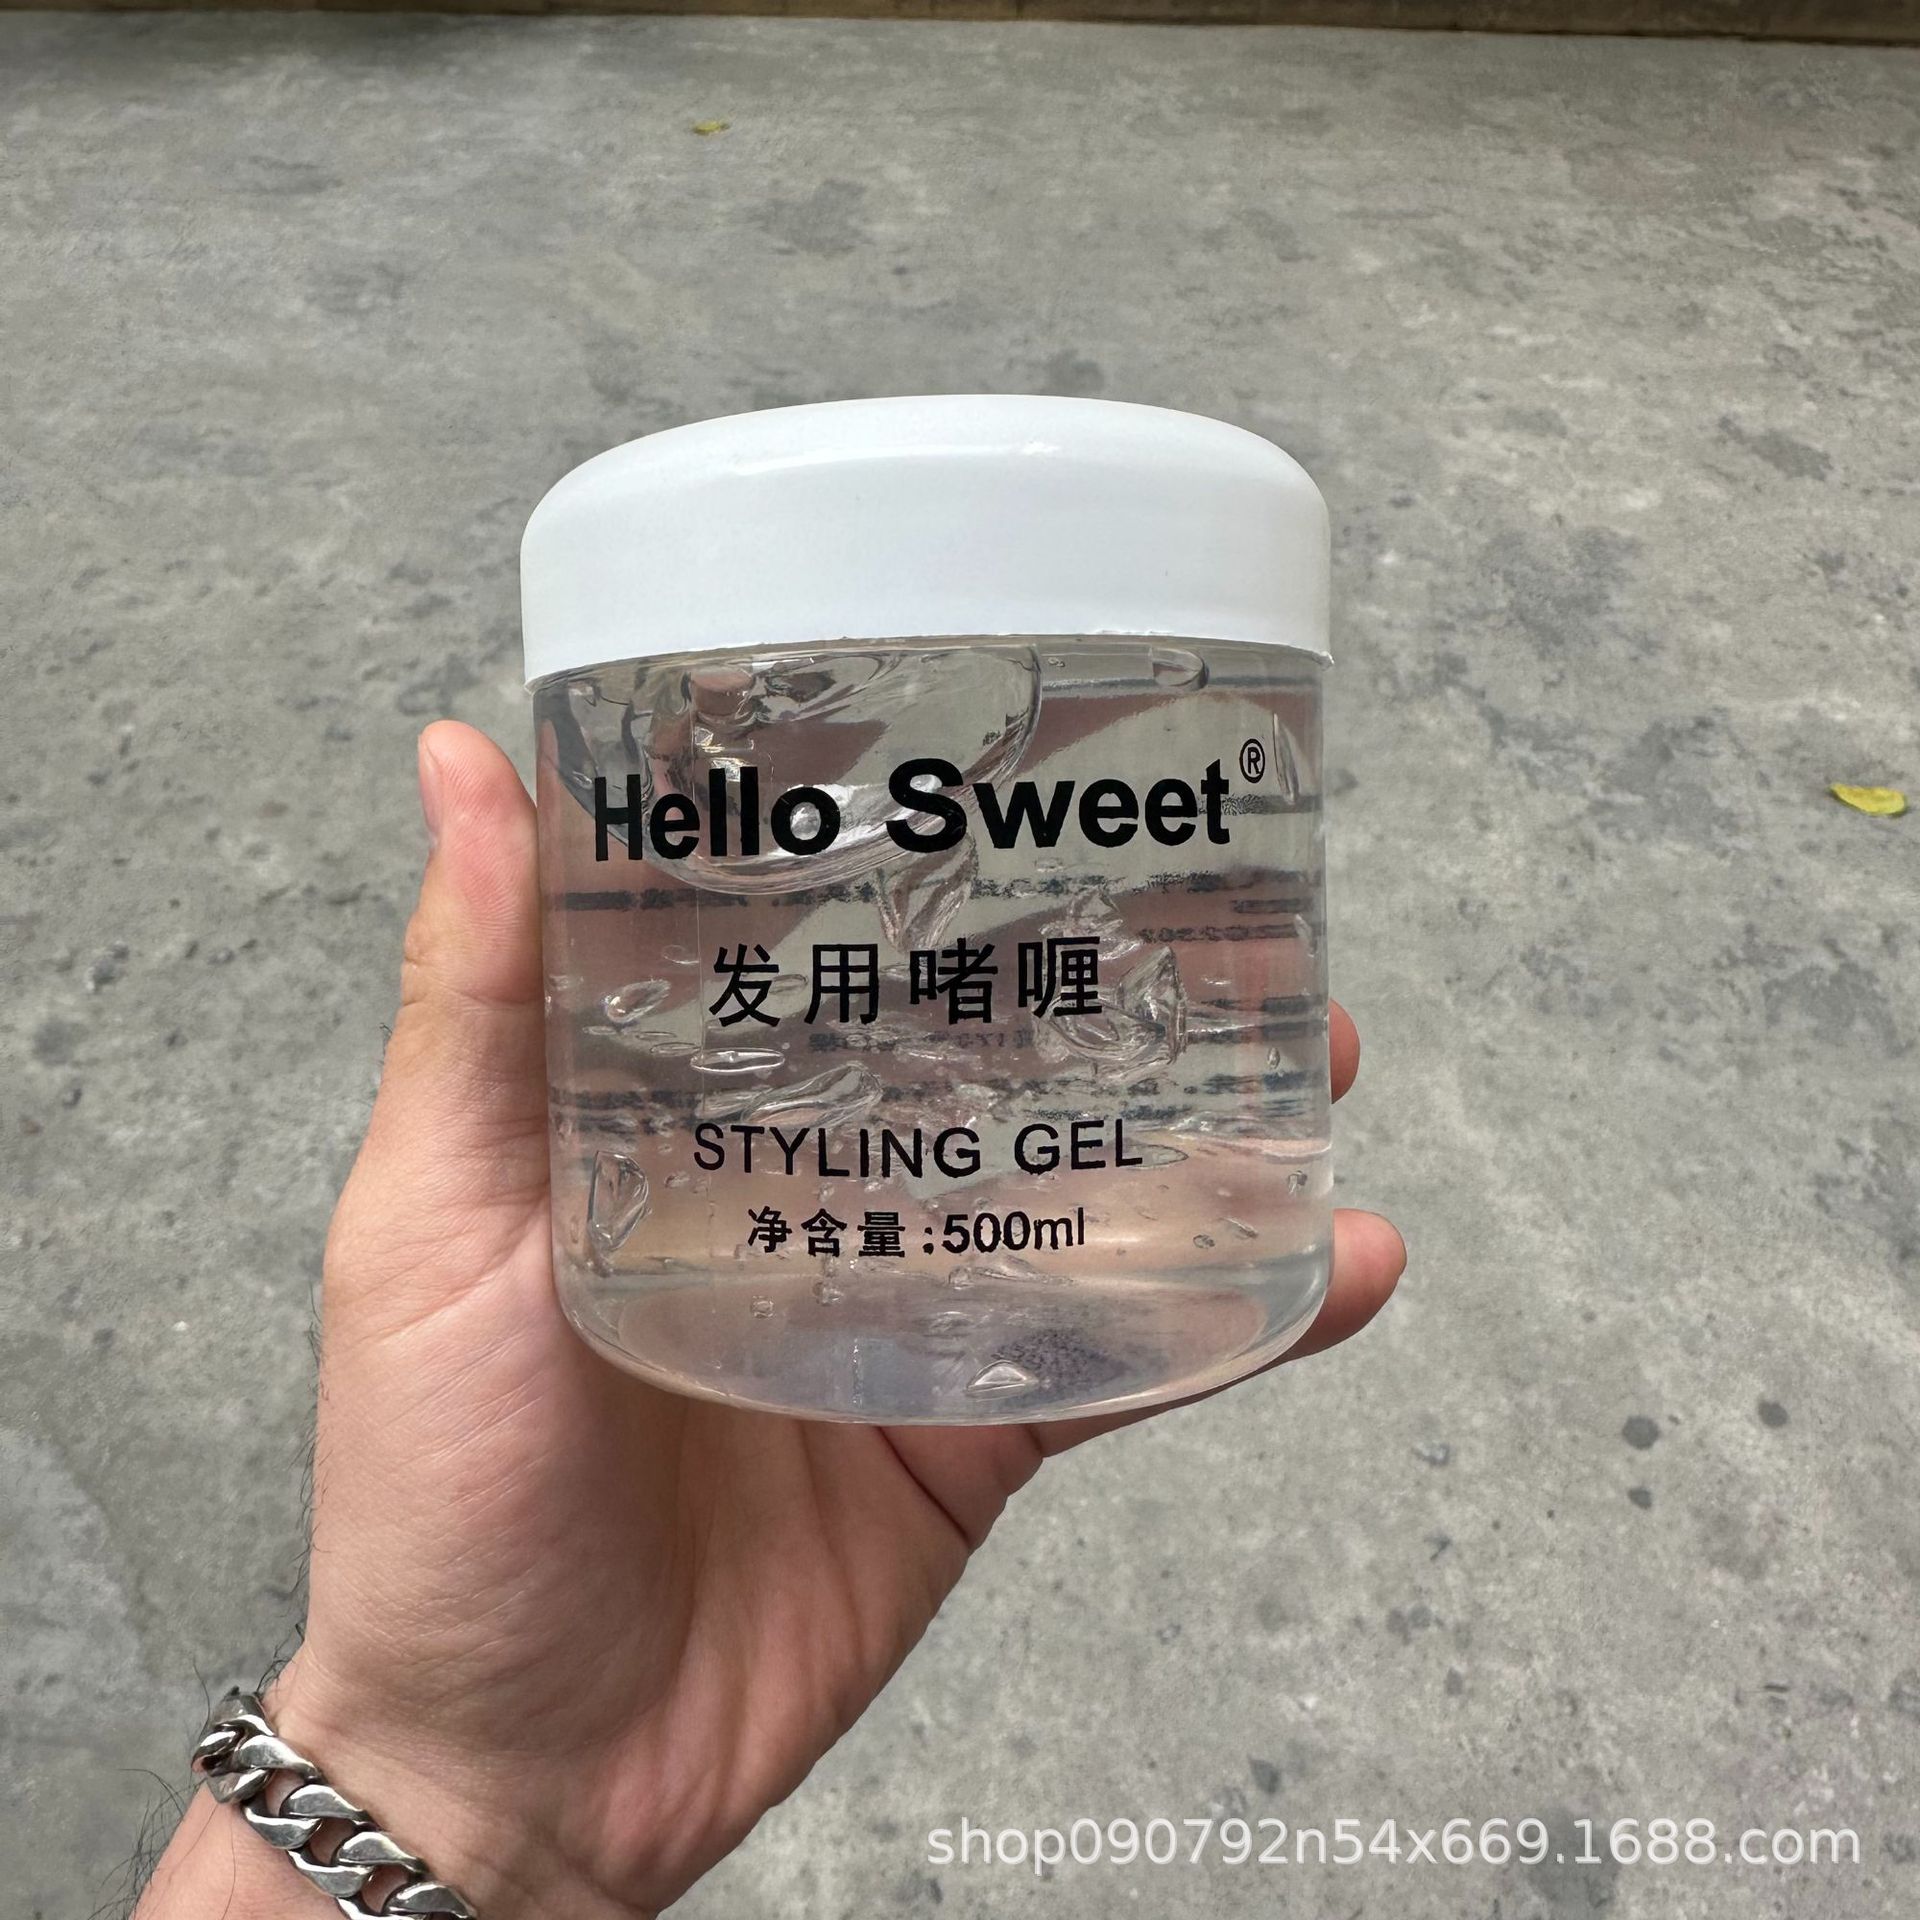 Hello Sweet®
发用啫喱
STYLING GEL
净含量:500ml
shop090792n54x669.1688.com